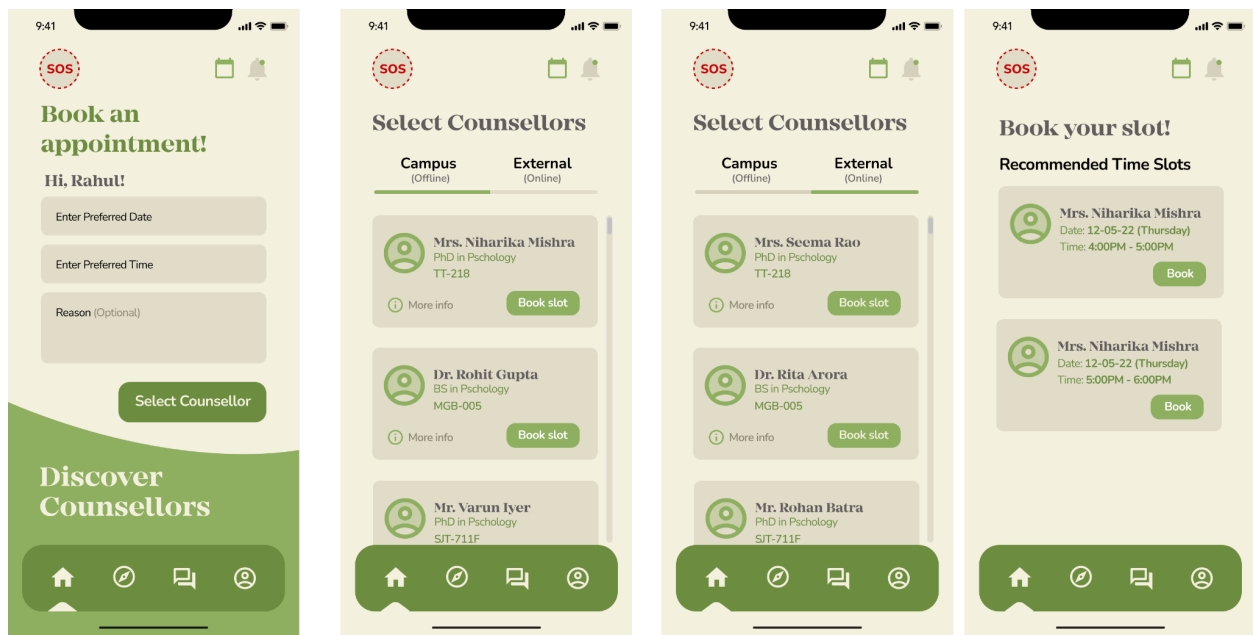 9:41
SOS
Book an
appointment!
Hi, Rahul!
Enter Preferred Date
Enter Preferred Time
Reason (Optional)
Select Counsellor
Discover
Counsellors
9:41
SOS
Select Counsellors
Campus External
(Offline) (Online)
Mrs. Niharika Mishra
PhD in Pschology
TT-218
More info Book slot
Dr. Rohit Gupta
BS in Pschology
MGB-005
More info Book slot
Mr. Varun Iyer
PhD in Pschology
SJT-711F
9:41
SOS
Select Counsellors
Campus External
(Offline) (Online)
Mrs. Seema Rao
PhD in Pschology
TT-218
More info Book slot
Dr. Rita Arora
BS in Pschology
MGB-005
More info Book slot
Mr. Rohan Batra
PhD in Pschology
SJT-711F
9:41
SOS
Book your slot!
Recommended Time Slots
Mrs. Niharika Mishra
Date: 12-05-22 (Thursday)
Time: 4:00PM - 5:00PM
Book
Mrs. Niharika Mishra
Date: 12-05-22 (Thursday)
Time: 5:00PM - 6:00PM
Book